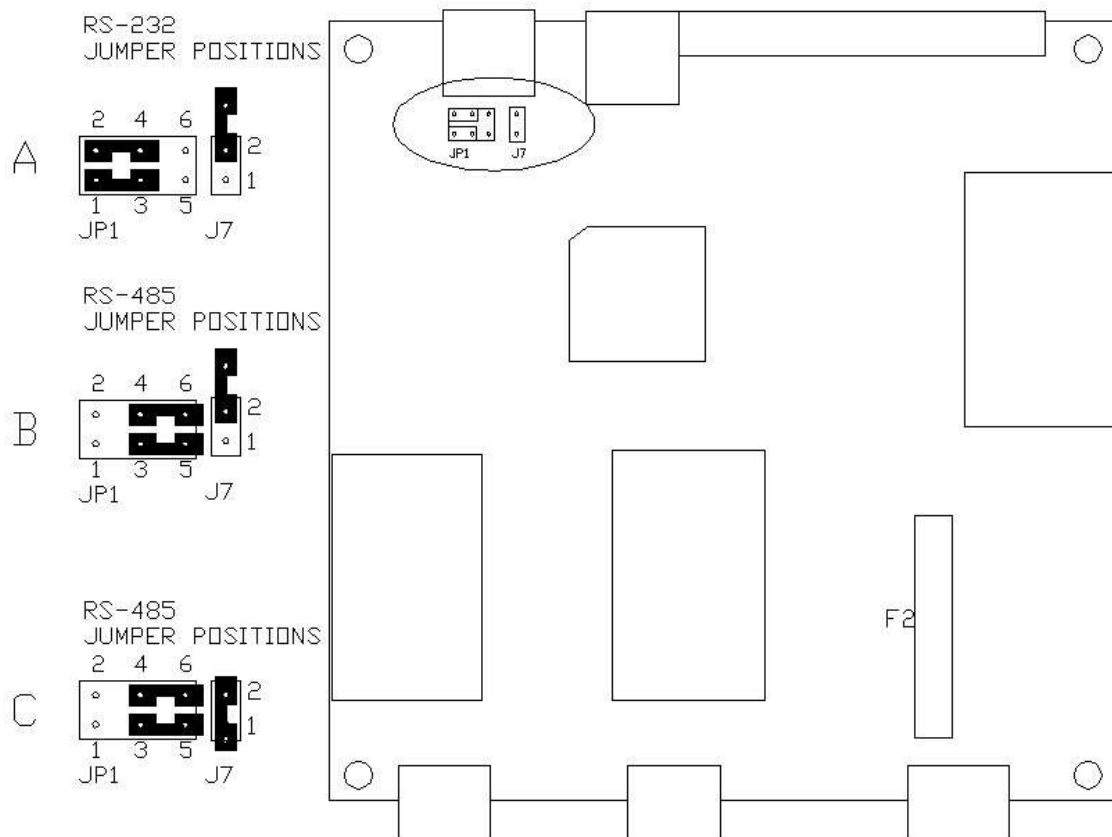 RS-232
JUMPER POSITIONS
2 4 6
A
2
1
1 3 5
JP1 J7
JP1 J7
RS-485
JUMPER POSITIONS
2 4 6
B
2
1
1 3 5
JP1 J7
RS-485
JUMPER POSITIONS
2 4 6
C
2
1
1 3 5
JP1 J7
F2